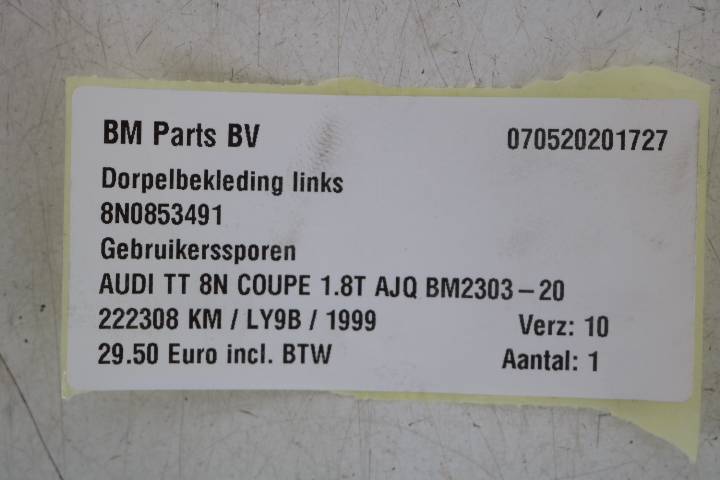 BM Parts BV 070520201727
Dorpelbekleding links
8N0853491
Gebruikerssporen
AUDI TT 8N COUPE 1.8T AJQ BM2303-20
222308 KM / LY9B / 1999 Verz: 10
29.50 Euro incl. BTW Aantal: 1